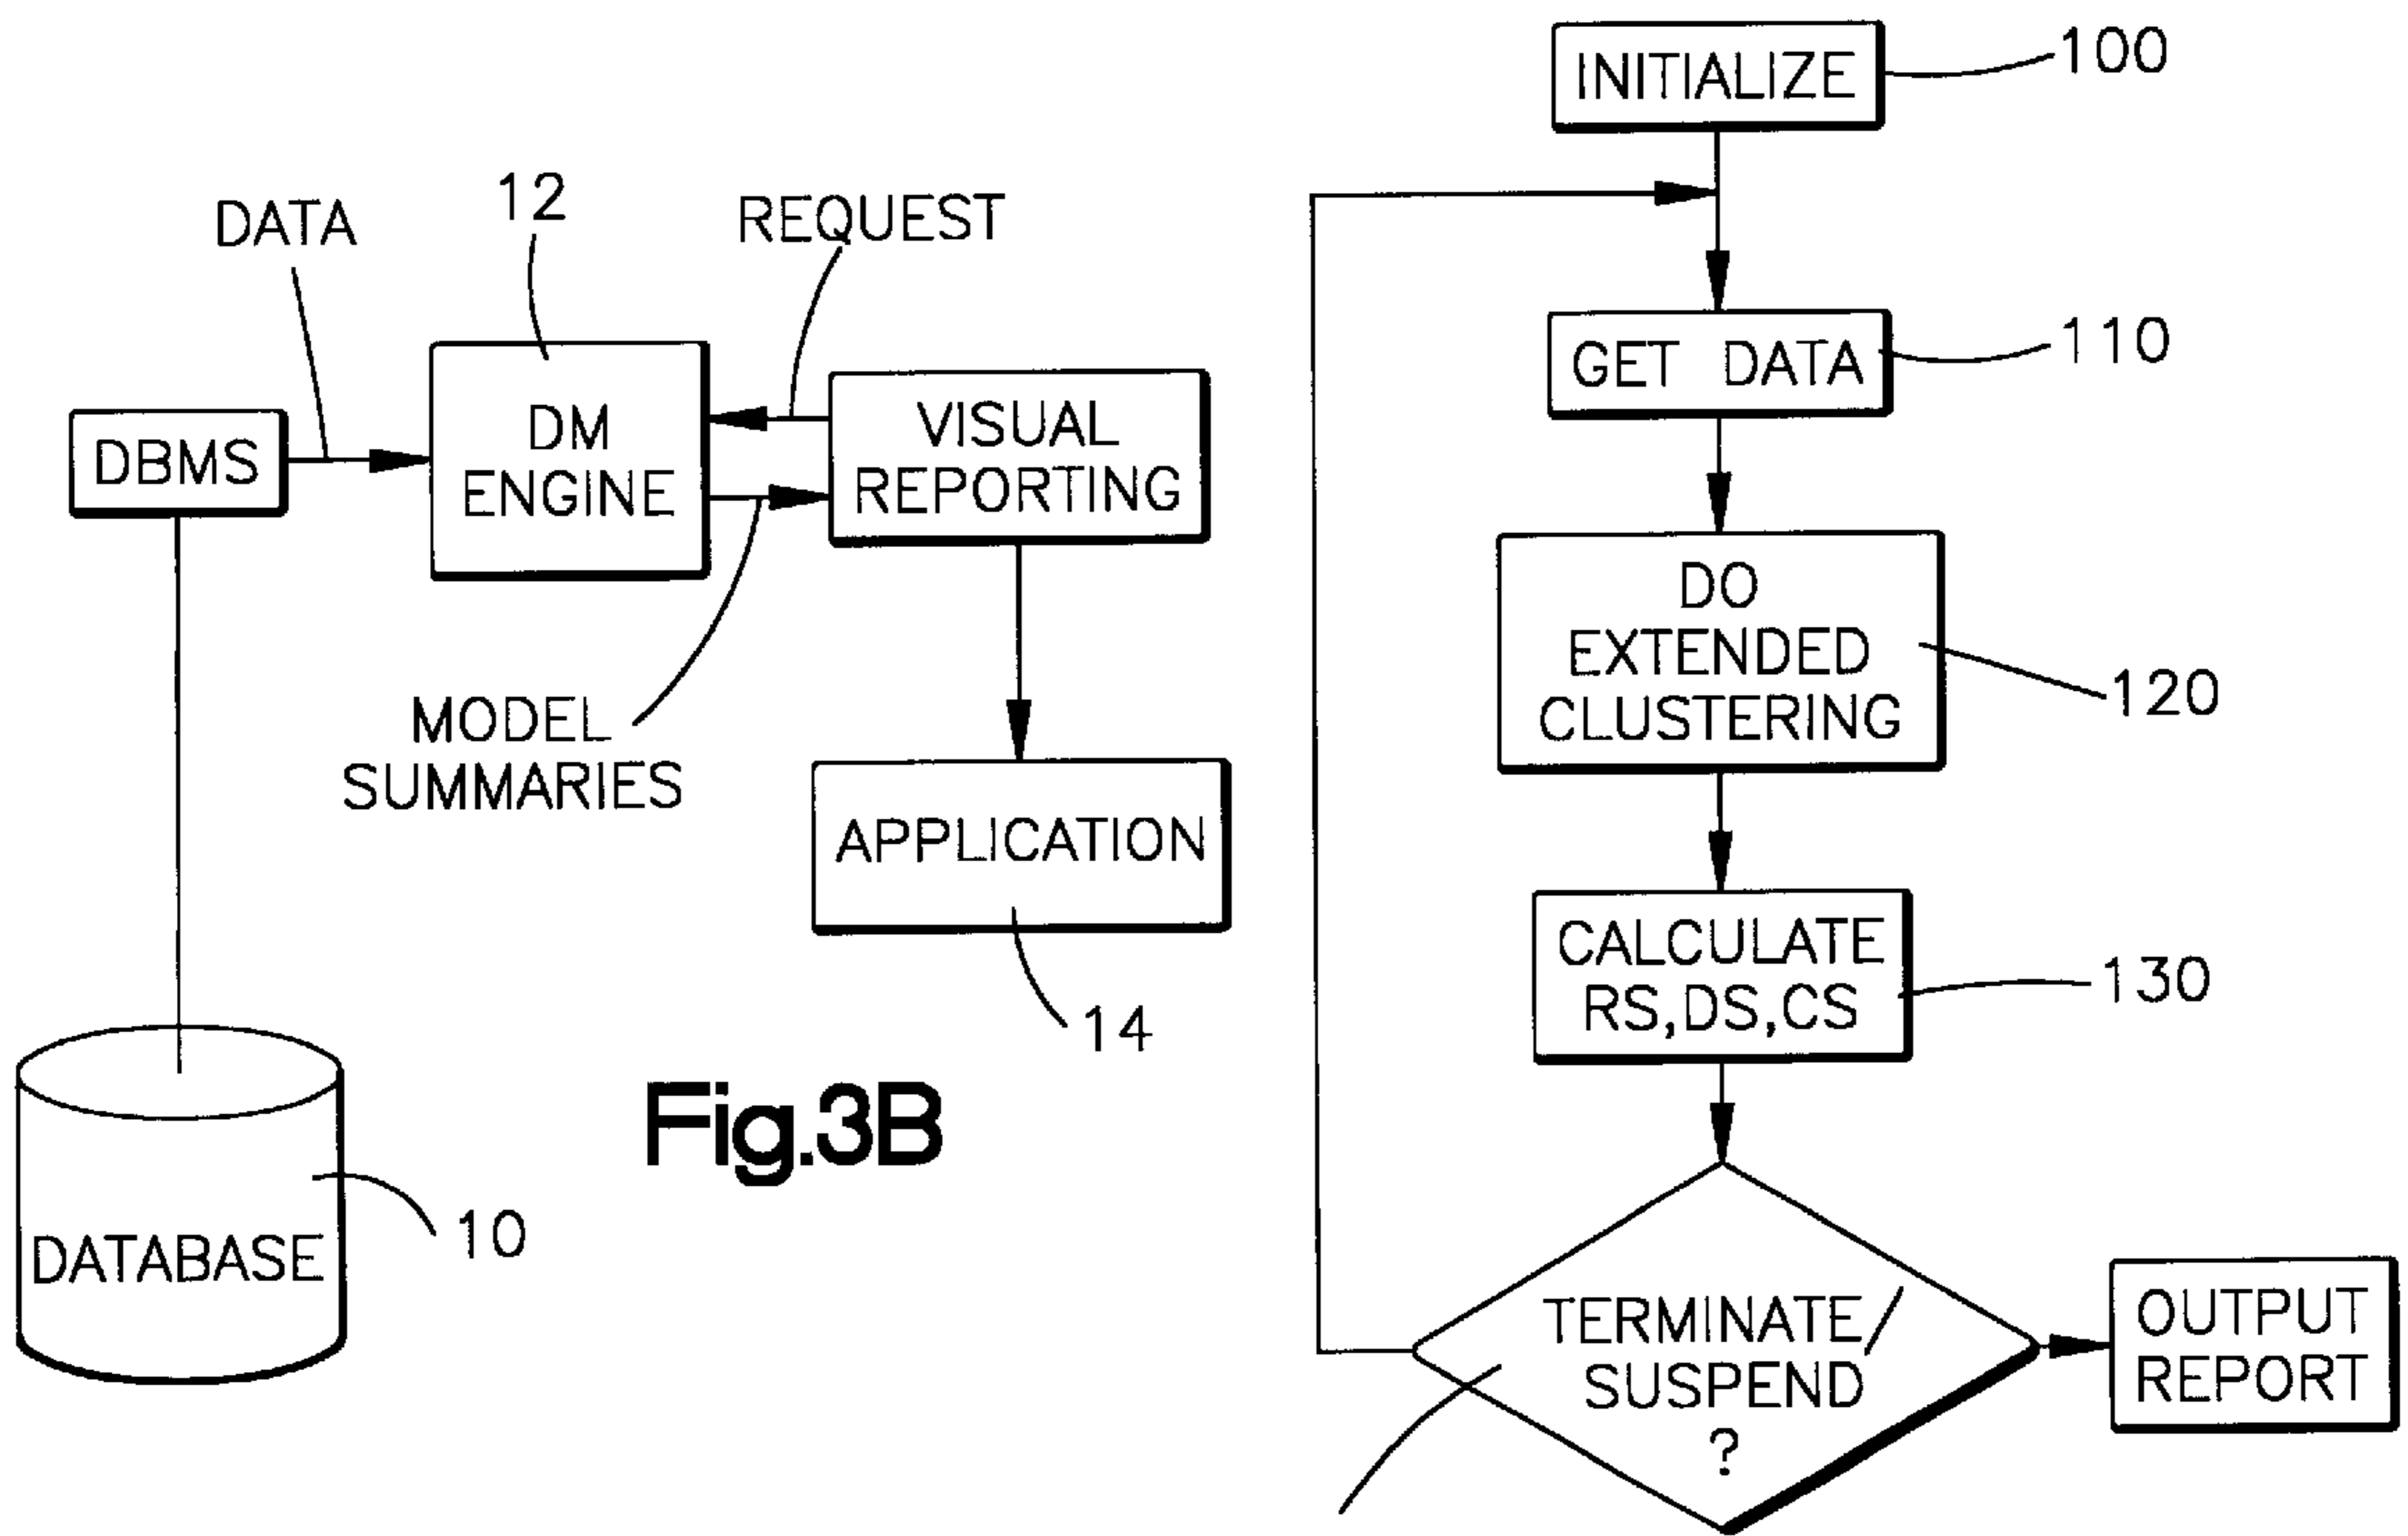 DATA
12
REQUEST
DBMS
DM
ENGINE
VISUAL
REPORTING
MODEL
SUMMARIES
APPLICATION
14
DATABASE
10
Fig.3B
INITIALIZE
100
GET DATA
110
DO
EXTENDED
CLUSTERING
120
CALCULATE
RS,DS,CS
130
TERMINATE/
SUSPEND
?
OUTPUT
REPORT